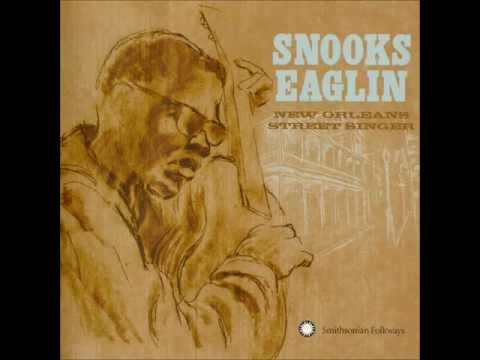 SNOOKS
EAGLIN
NEW ORLEANS
STREET SINGER
Smithsonian Folkways